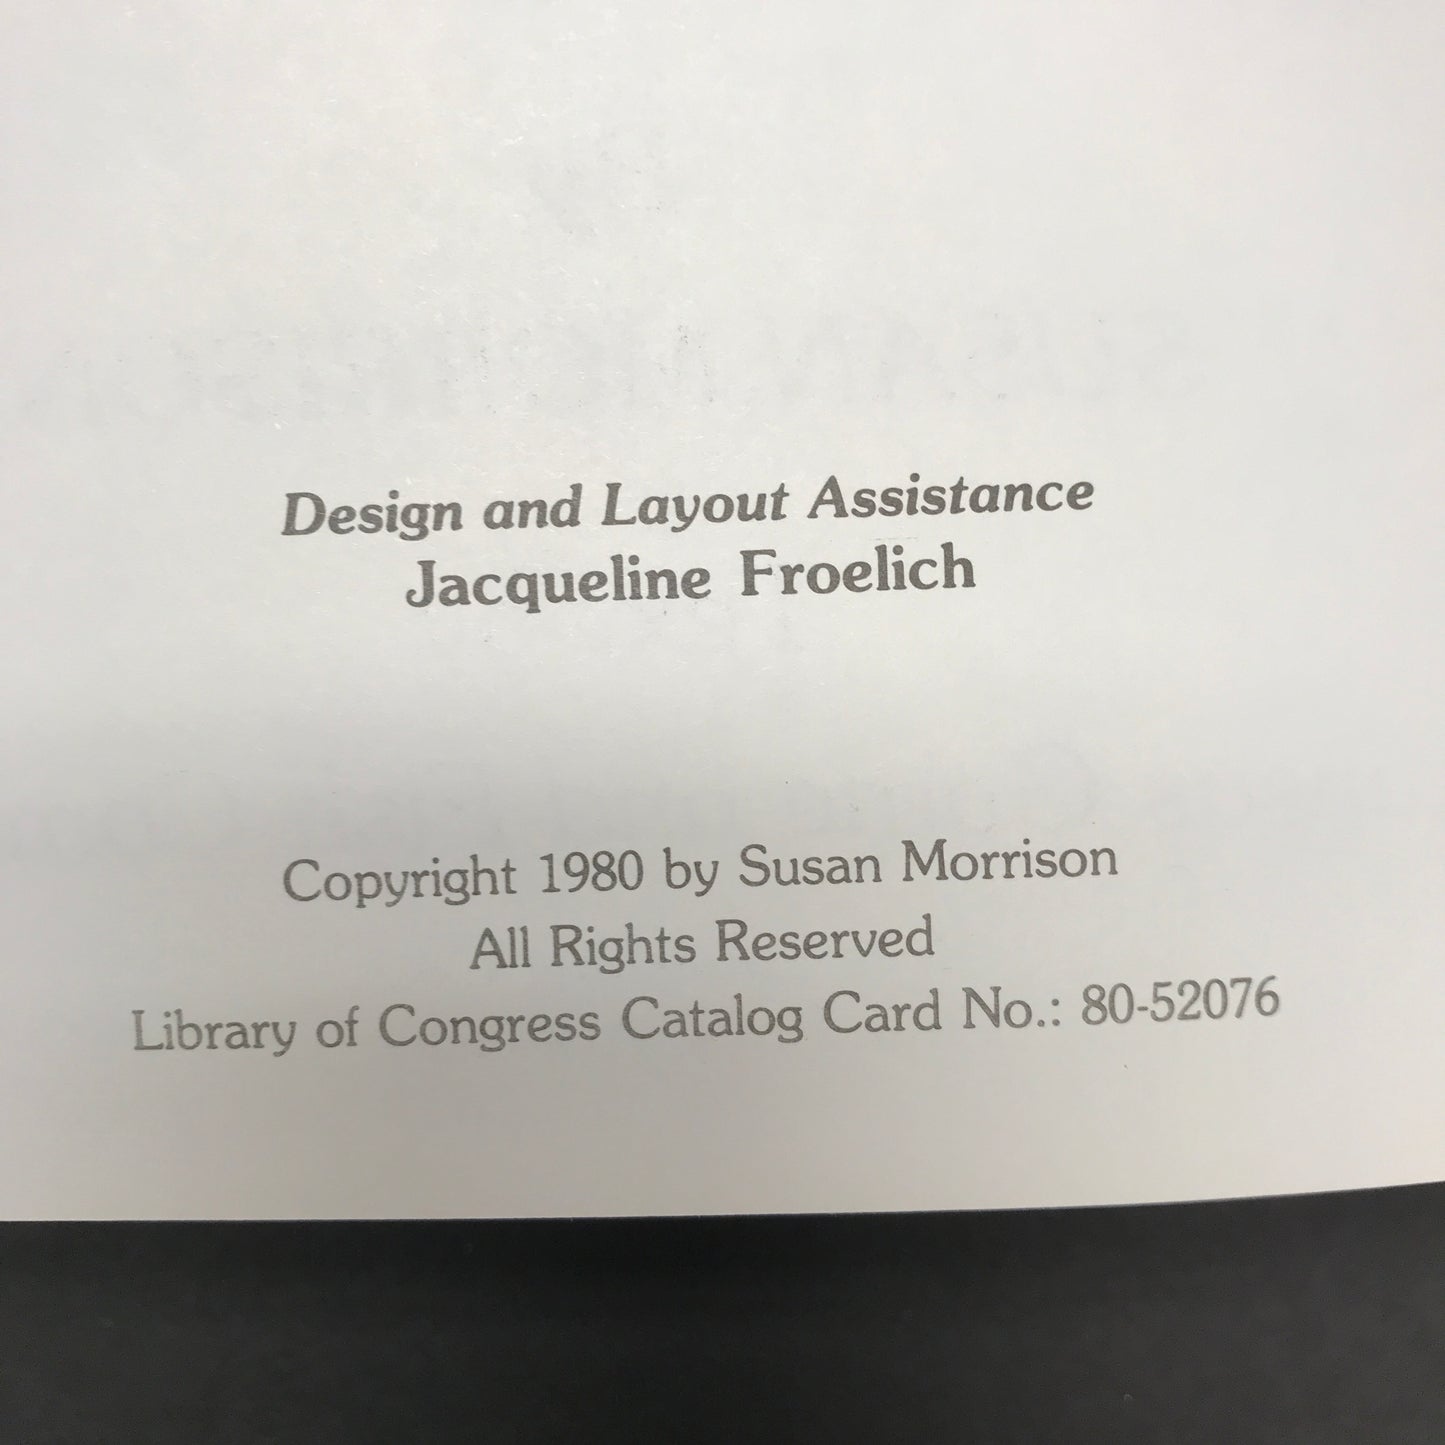 Design and Layout Assistance
Jacqueline Froelich
Copyright 1980 by Susan Morrison
All Rights Reserved
Library of Congress Catalog Card No.: 80-52076